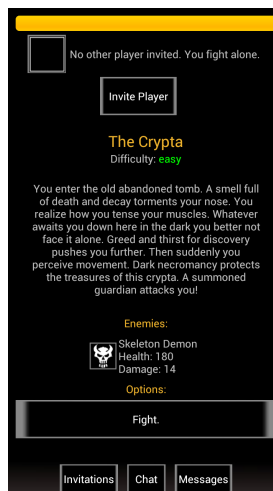 No other player invited. You fight alone.
Invite Player
The Crypta
Difficulty: easy
You enter the old abandoned tomb. A smell full
of death and decay torments your nose. You
realize how you tense your muscles. Whatever
awaits you down here in the dark you better not
face it alone. Greed and thirst for discovery
pushes you further. Then suddenly you
perceive movement. Dark necromancy protects
the treasures of this crypta. A summoned
guardian attacks you!
Enemies:
Skeleton Demon
Health: 180
Damage: 14
Options:
Fight.
Invitations Chat Messages